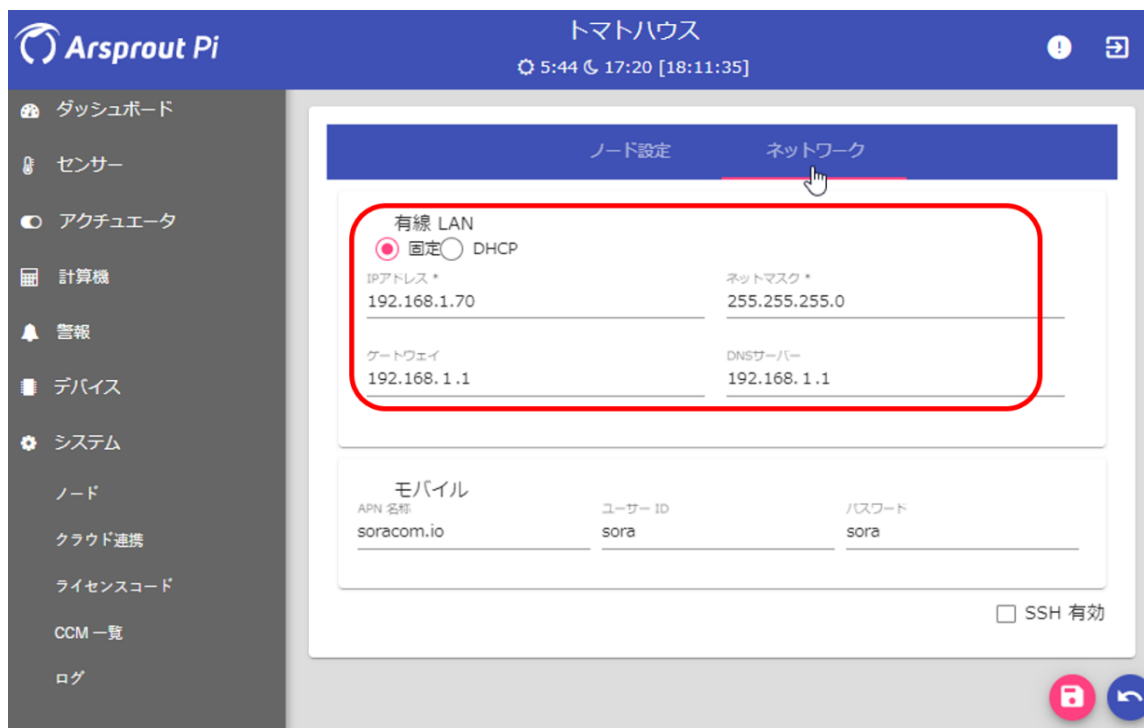 Arsprout Pi
トマトハウス
5:44 17:20 [18:11:35]
ダッシュボード
センサー
アクチュエータ
計算機
警報
デバイス
システム
ノード
クラウド連携
ライセンスコード
CCM 一覧
ログ
ノード設定 ネットワーク
有線 LAN
固定 DHCP
IPアドレス * ネットマスク *
192.168.1.70 255.255.255.0
ゲートウェイ DNSサーバー
192.168.1.1 192.168.1.1
モバイル
APN 名称 ユーザー ID パスワード
soracom.io sora sora
SSH 有効